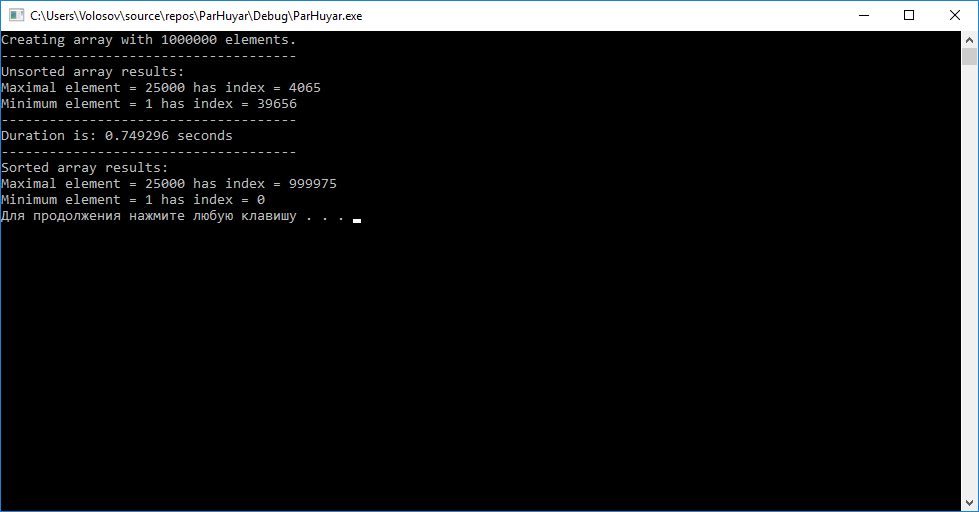 C:\Users\Volosov\source\repos\ParHuyar\Debug\ParHuyar.exe
Creating array with 1000000 elements.
-------------------------------------
Unsorted array results:
Maximal element = 25000 has index = 4065
Minimum element = 1 has index = 39656
-------------------------------------
Duration is: 0.749296 seconds
-------------------------------------
Sorted array results:
Maximal element = 25000 has index = 999975
Minimum element = 1 has index = 0
Для продолжения нажмите любую клавишу . . .